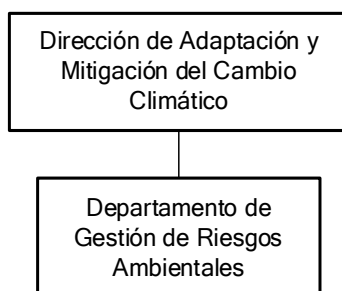 Dirección de Adaptación y
Mitigación del Cambio
Climático
Departamento de
Gestión de Riesgos
Ambientales